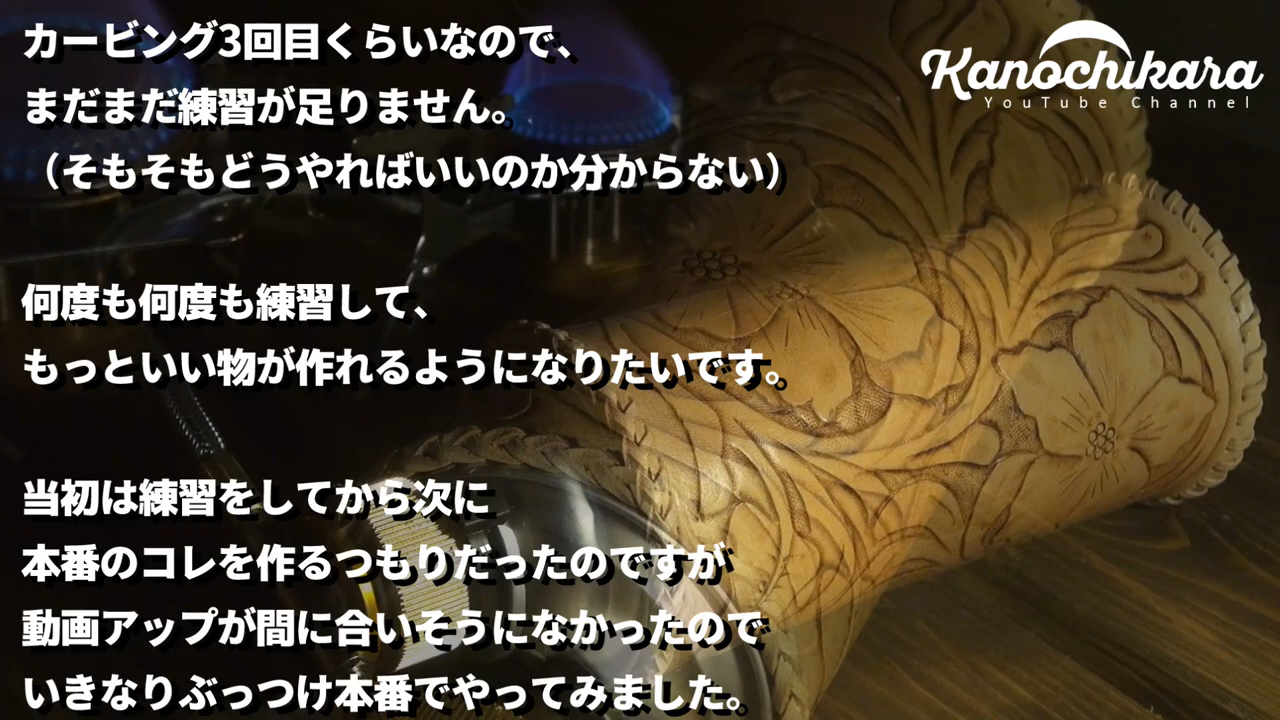 カービング3回目くらいなので、
まだまだ練習が足りません。
（そもそもどうやればいいのか分からない）
何度も何度も練習して、
もっといい物が作れるようになりたいです。
当初は練習をしてから次に
本番のコレを作るつもりだったのですが
動画アップが間に合いそうになかったので
いきなりぶっつけ本番でやってみました。
Kanochikara
YouTube Channel